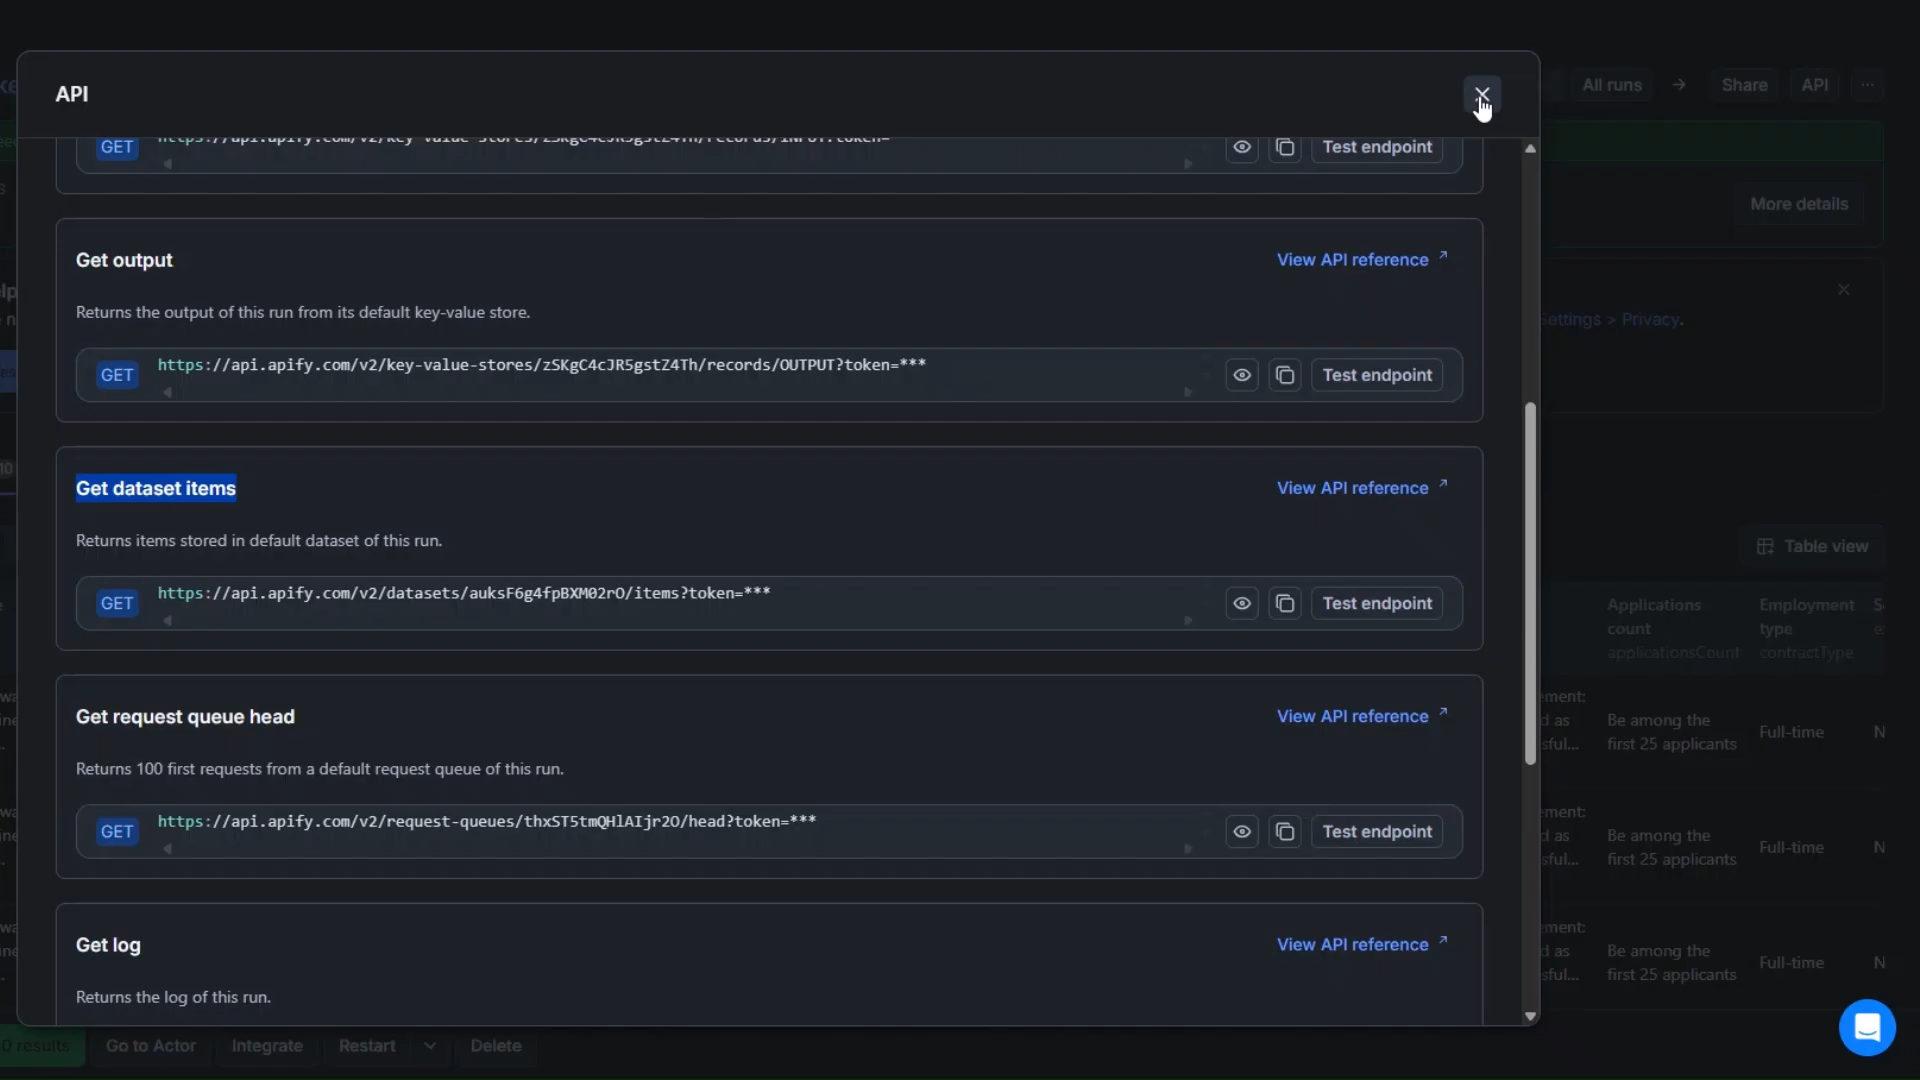 API
All runs
Share
API
GET
Test endpoint
More details
Get output
View API reference
Returns the output of this run from its default key-value store.
Settings > Privacy.
GET
https://api.apify.com/v2/key-value-stores/zSKgC4cJR5gstZ4Th/records/OUTPUT?token=***
Test endpoint
Get dataset items
View API reference
Returns items stored in default dataset of this run.
Table view
GET
https://api.apify.com/v2/datasets/auksF6g4fpBXM02rO/items?token=***
Test endpoint
Applications
count
applicationsCount
Employment
type
contractType
Get request queue head
View API reference
Returns 100 first requests from a default request queue of this run.
Be among the
first 25 applicants
Full-time
GET
https://api.apify.com/v2/request-queues/thxST5tmQHlAIjr2O/head?token=***
Test endpoint
Be among the
first 25 applicants
Full-time
Get log
View API reference
Returns the log of this run.
Be among the
first 25 applicants
Full-time
results
Go to Actor
Integrate
Restart
Delete